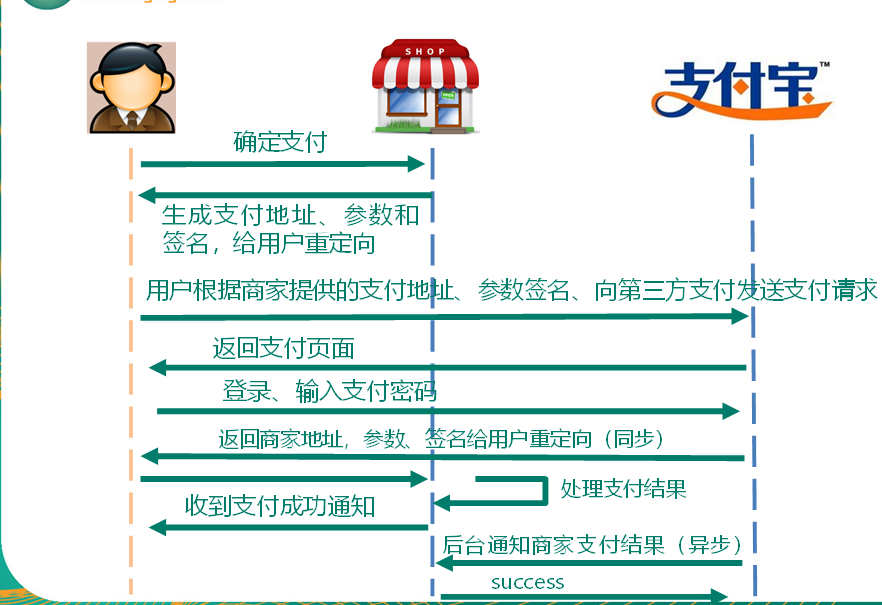 SHOP
OPEN
支付宝™
确定支付
生成支付地址、参数和
签名，给用户重定向
用户根据商家提供的支付地址、参数签名、向第三方支付发送支付请求
返回支付页面
登录、输入支付密码
返回商家地址，参数、签名给用户重定向（同步）
处理支付结果
收到支付成功通知
后台通知商家支付结果（异步）
success